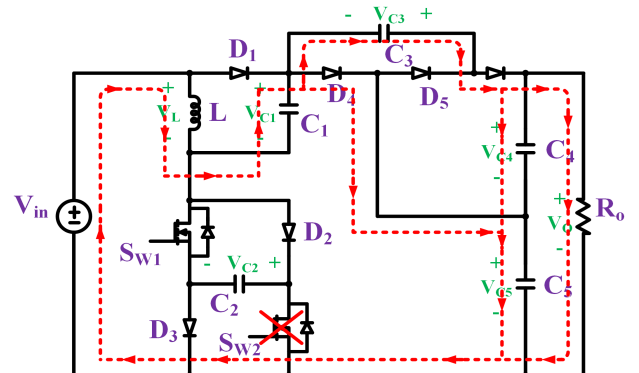 - V_C3 +
C_3
D_1
D_4
D_5
+ V_L -
L
+ V_C1 -
C_1
+ V_C4 -
C_4
V_in
+ V_O -
R_o
S_W1
D_2
- V_C2 +
C_2
+ V_C5 -
C_5
D_3
S_W2